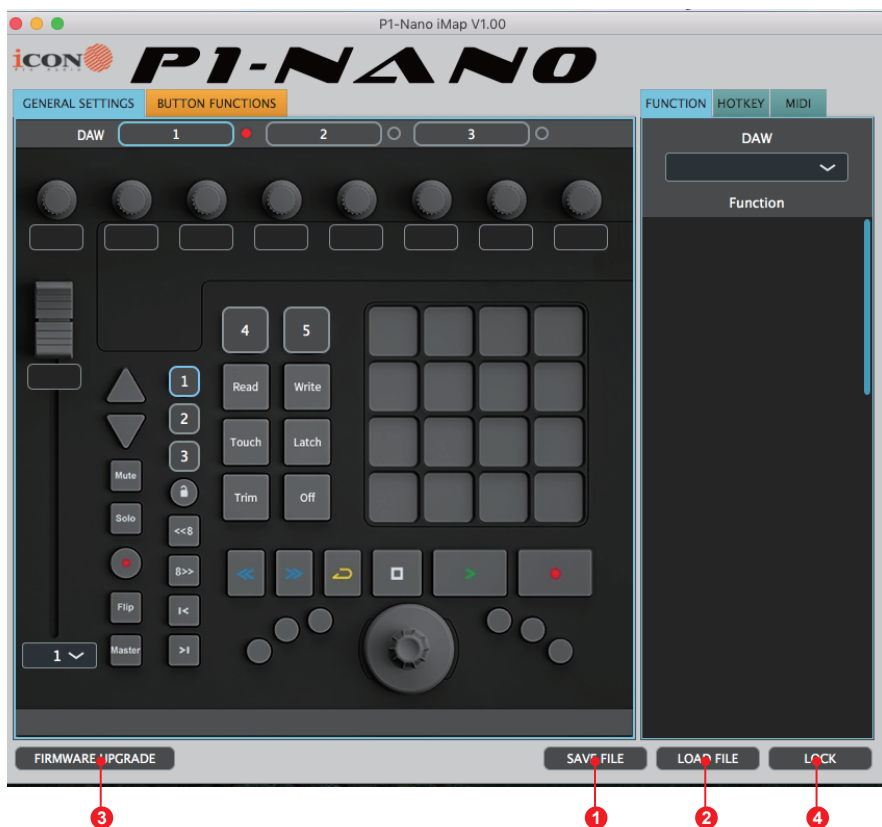 P1-Nano iMap V1.00
iCON
Pro Audio
P1-NANO
GENERAL SETTINGS BUTTON FUNCTIONS FUNCTION HOTKEY MIDI
DAW 1 2 3
DAW
Function
4 5
1
Read Write
2
Touch Latch
3
Mute
Trim Off
Solo
<<8
8>>
Flip
I<
Master
>I
1
FIRMWARE UPGRADE SAVE FILE LOAD FILE LOCK
3 1 2 4